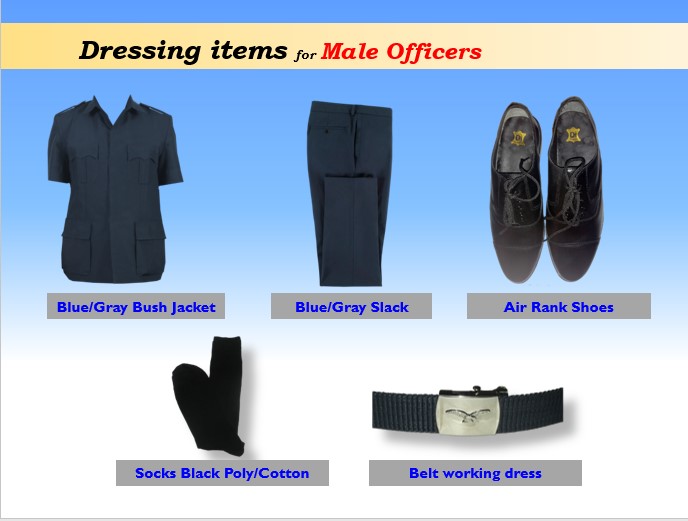 Dressing items for Male Officers
Blue/Gray Bush Jacket
Blue/Gray Slack
Air Rank Shoes
Socks Black Poly/Cotton
Belt working dress